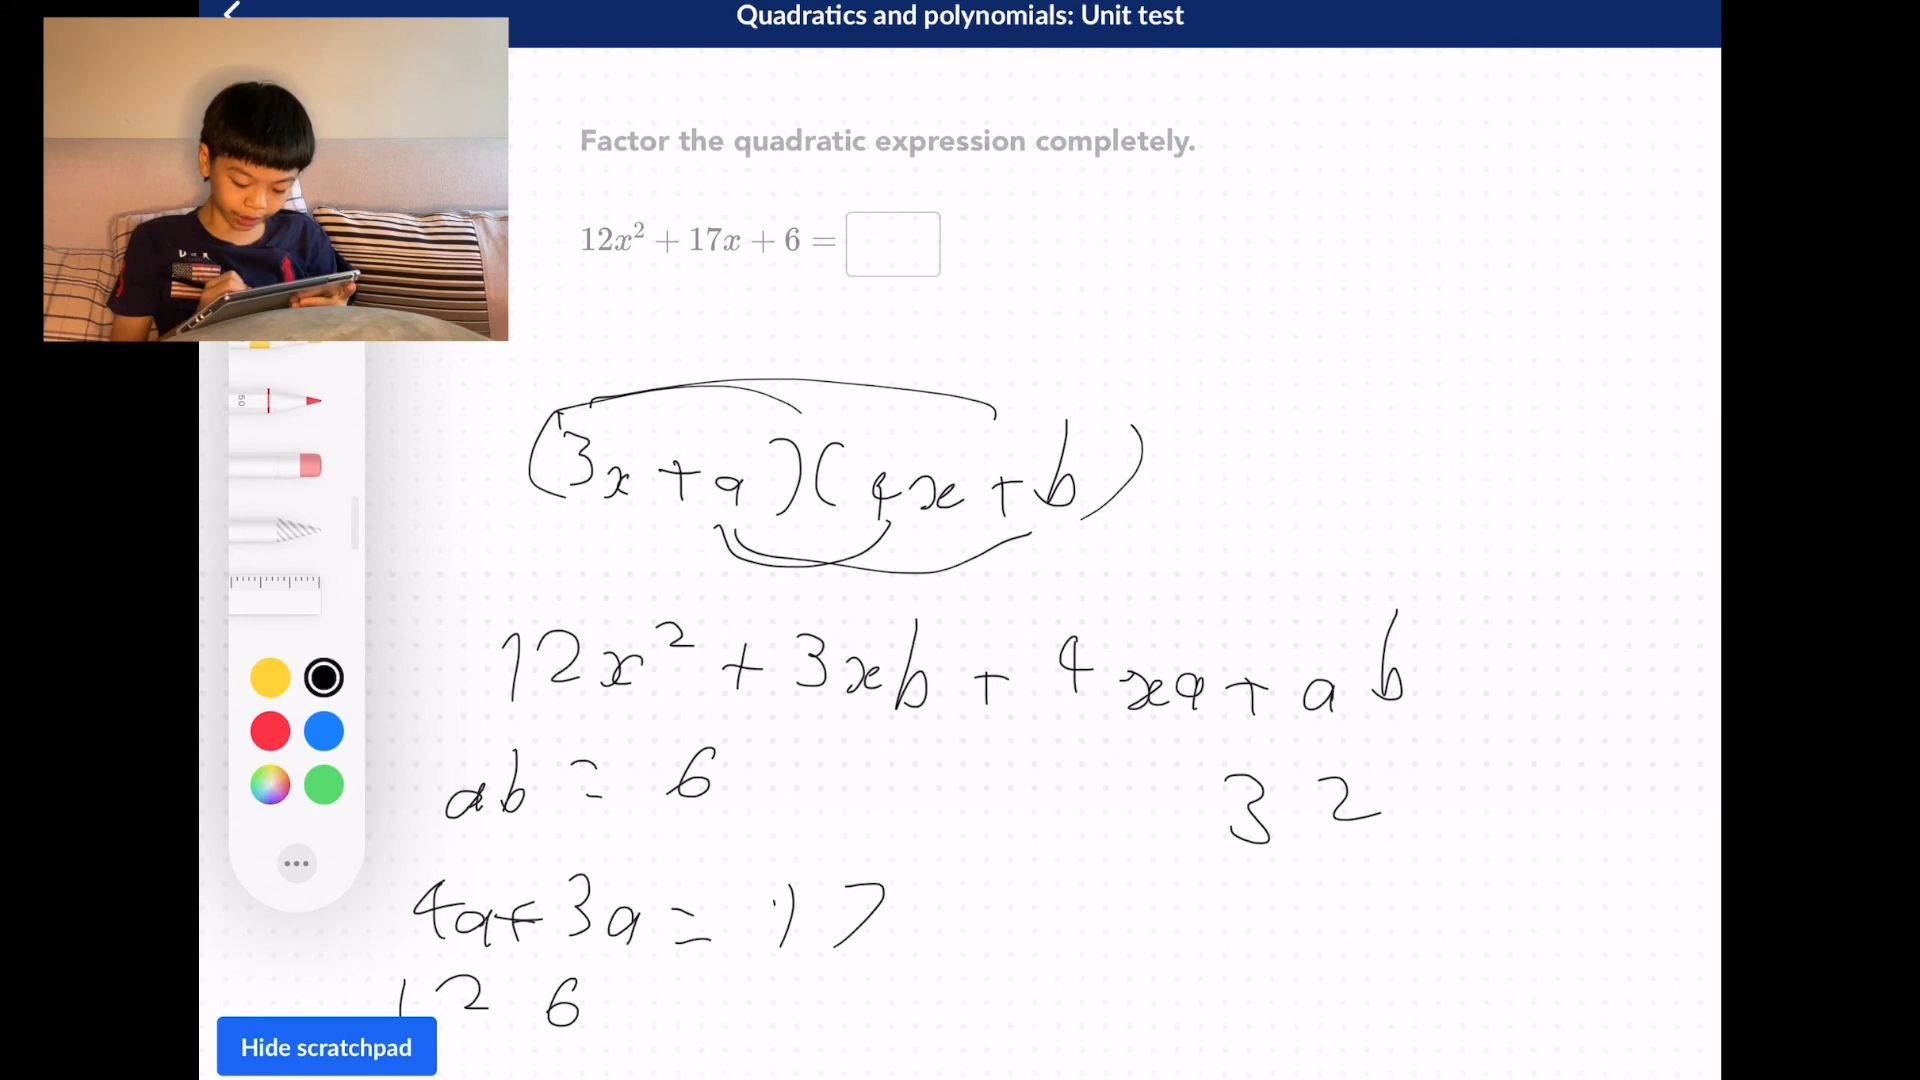 Quadratics and polynomials: Unit test
Factor the quadratic expression completely.
12x² + 17x + 6 =
50
(3x + a)(4x + b)
12x² + 3xb + 4xa + ab
ab = 6
3 2
4a+ 3a = 17
12 6
Hide scratchpad